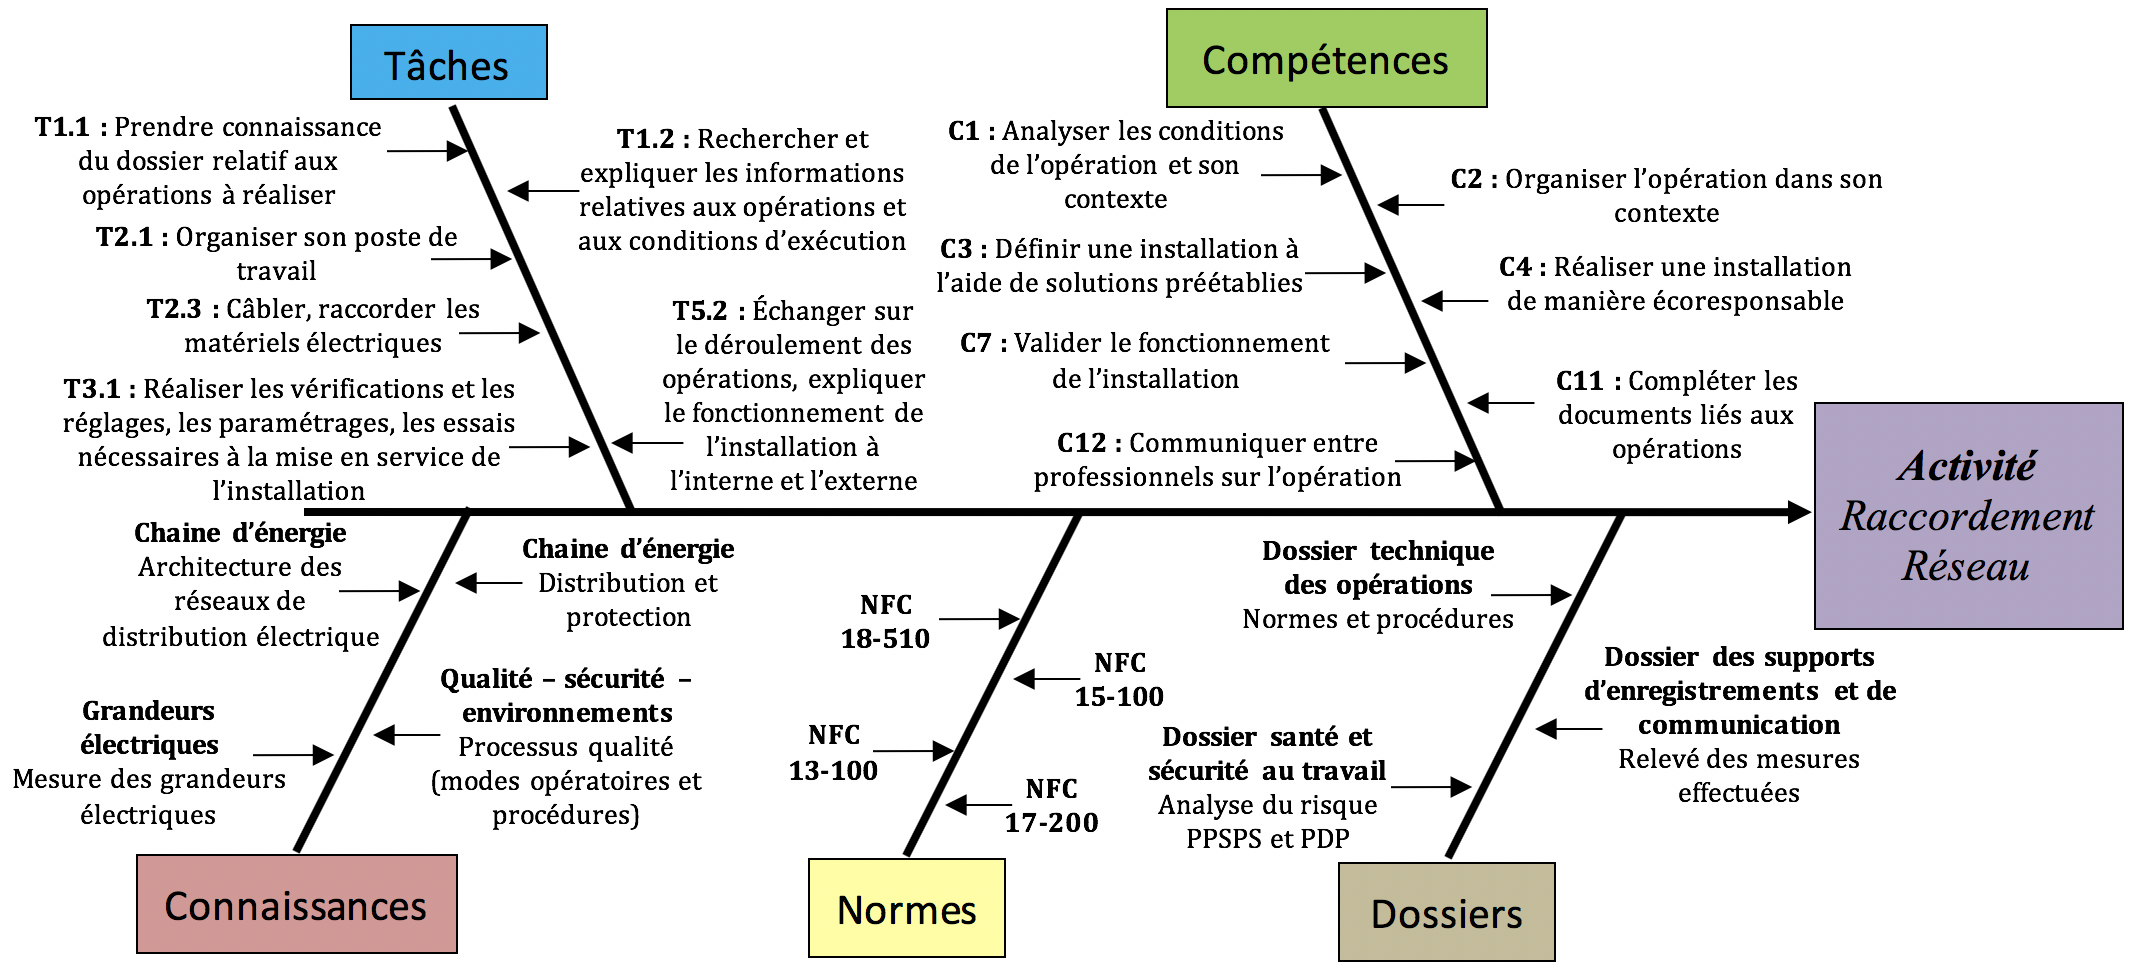 Tâches
T1.1 : Prendre connaissance
du dossier relatif aux
opérations à réaliser
T1.2 : Rechercher et
expliquer les informations
relatives aux opérations et
aux conditions d'exécution
T2.1 : Organiser son poste de
travail
T2.3 : Câbler, raccorder les
matériels électriques
T5.2 : Échanger sur
le déroulement des
opérations, expliquer
le fonctionnement de
l'installation à
l'interne et l'externe
T3.1 : Réaliser les vérifications et les
réglages, les paramétrages, les essais
nécessaires à la mise en service de
l'installation
Compétences
C1 : Analyser les conditions
de l'opération et son
contexte
C2 : Organiser l'opération dans son
contexte
C3 : Définir une installation à
l'aide de solutions préétablies
C4 : Réaliser une installation
de manière écoresponsable
C7 : Valider le fonctionnement
de l'installation
C11 : Compléter les
documents liés aux
opérations
C12 : Communiquer entre
professionnels sur l'opération
Activité
Raccordement
Réseau
Chaine d'énergie
Architecture des
réseaux de
distribution électrique
Chaine d'énergie
Distribution et
protection
Grandeurs
électriques
Mesure des grandeurs
électriques
Qualité – sécurité –
environnements
Processus qualité
(modes opératoires et
procédures)
Connaissances
NFC
18-510
NFC
15-100
NFC
13-100
NFC
17-200
Normes
Dossier technique
des opérations
Normes et procédures
Dossier des supports
d'enregistrements et de
communication
Relevé des mesures
effectuées
Dossier santé et
sécurité au travail
Analyse du risque
PPSPS et PDP
Dossiers